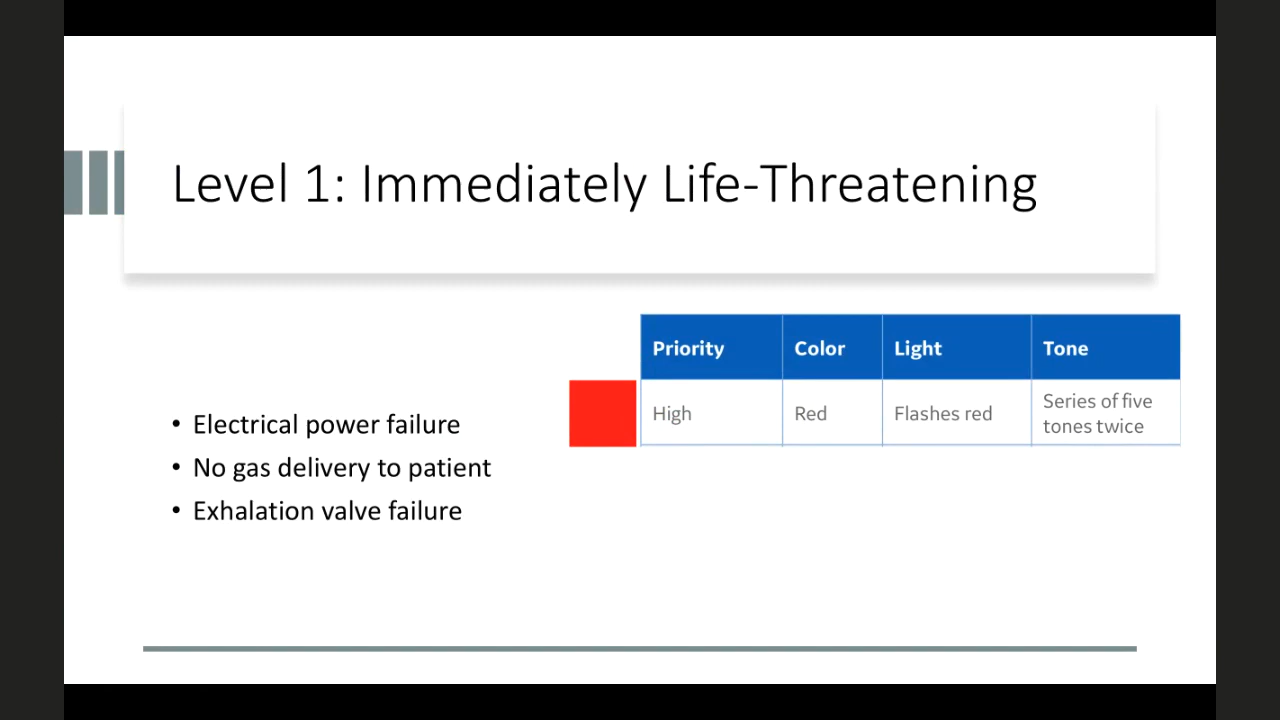 Level 1: Immediately Life-Threatening
• Electrical power failure
• No gas delivery to patient
• Exhalation valve failure
Priority Color Light Tone
High Red Flashes red Series of five
tones twice